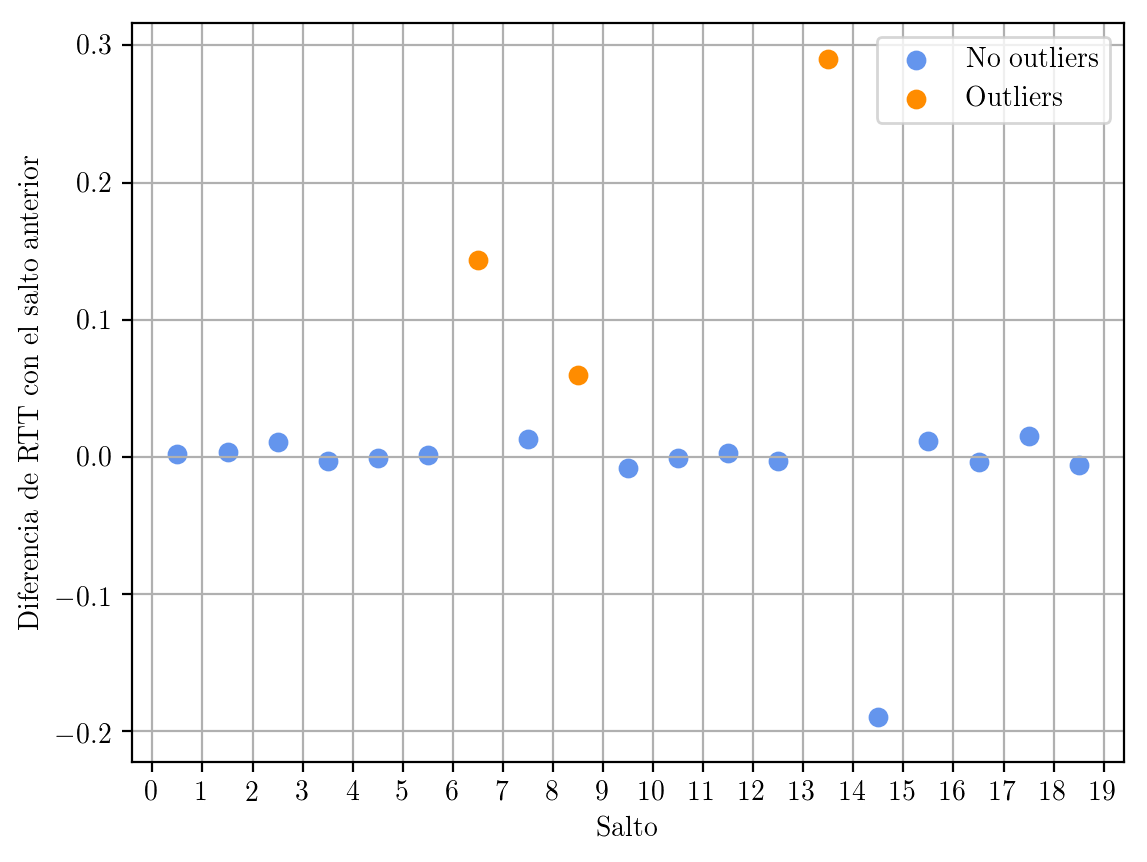 0.3
0.2
0.1
0.0
−0.1
−0.2
Diferencia de RTT con el salto anterior
No outliers
Outliers
0 1 2 3 4 5 6 7 8 9 10 11 12 13 14 15 16 17 18 19
Salto